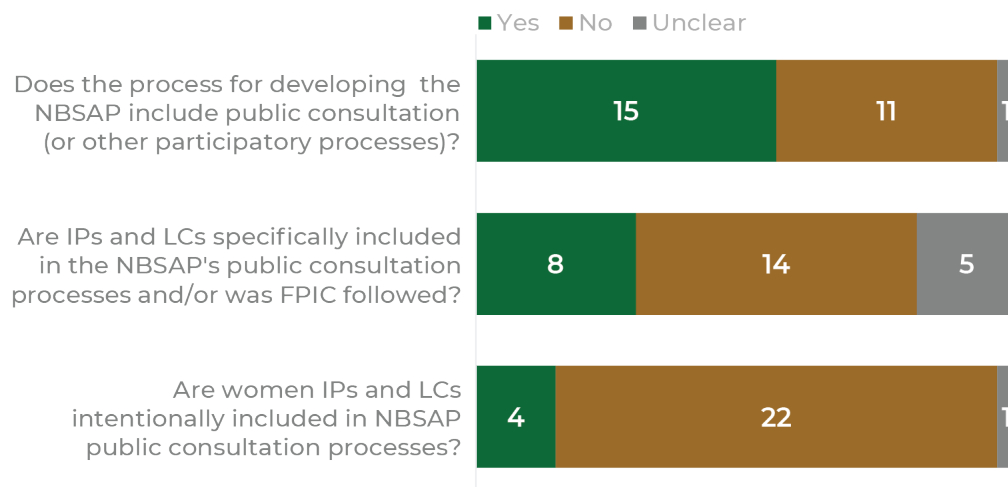 Yes No Unclear
Does the process for developing the
NBSAP include public consultation
(or other participatory processes)?
15 11 1
Are IPs and LCs specifically included
in the NBSAP's public consultation
processes and/or was FPIC followed?
8 14 5
Are women IPs and LCs
intentionally included in NBSAP
public consultation processes?
4 22 1